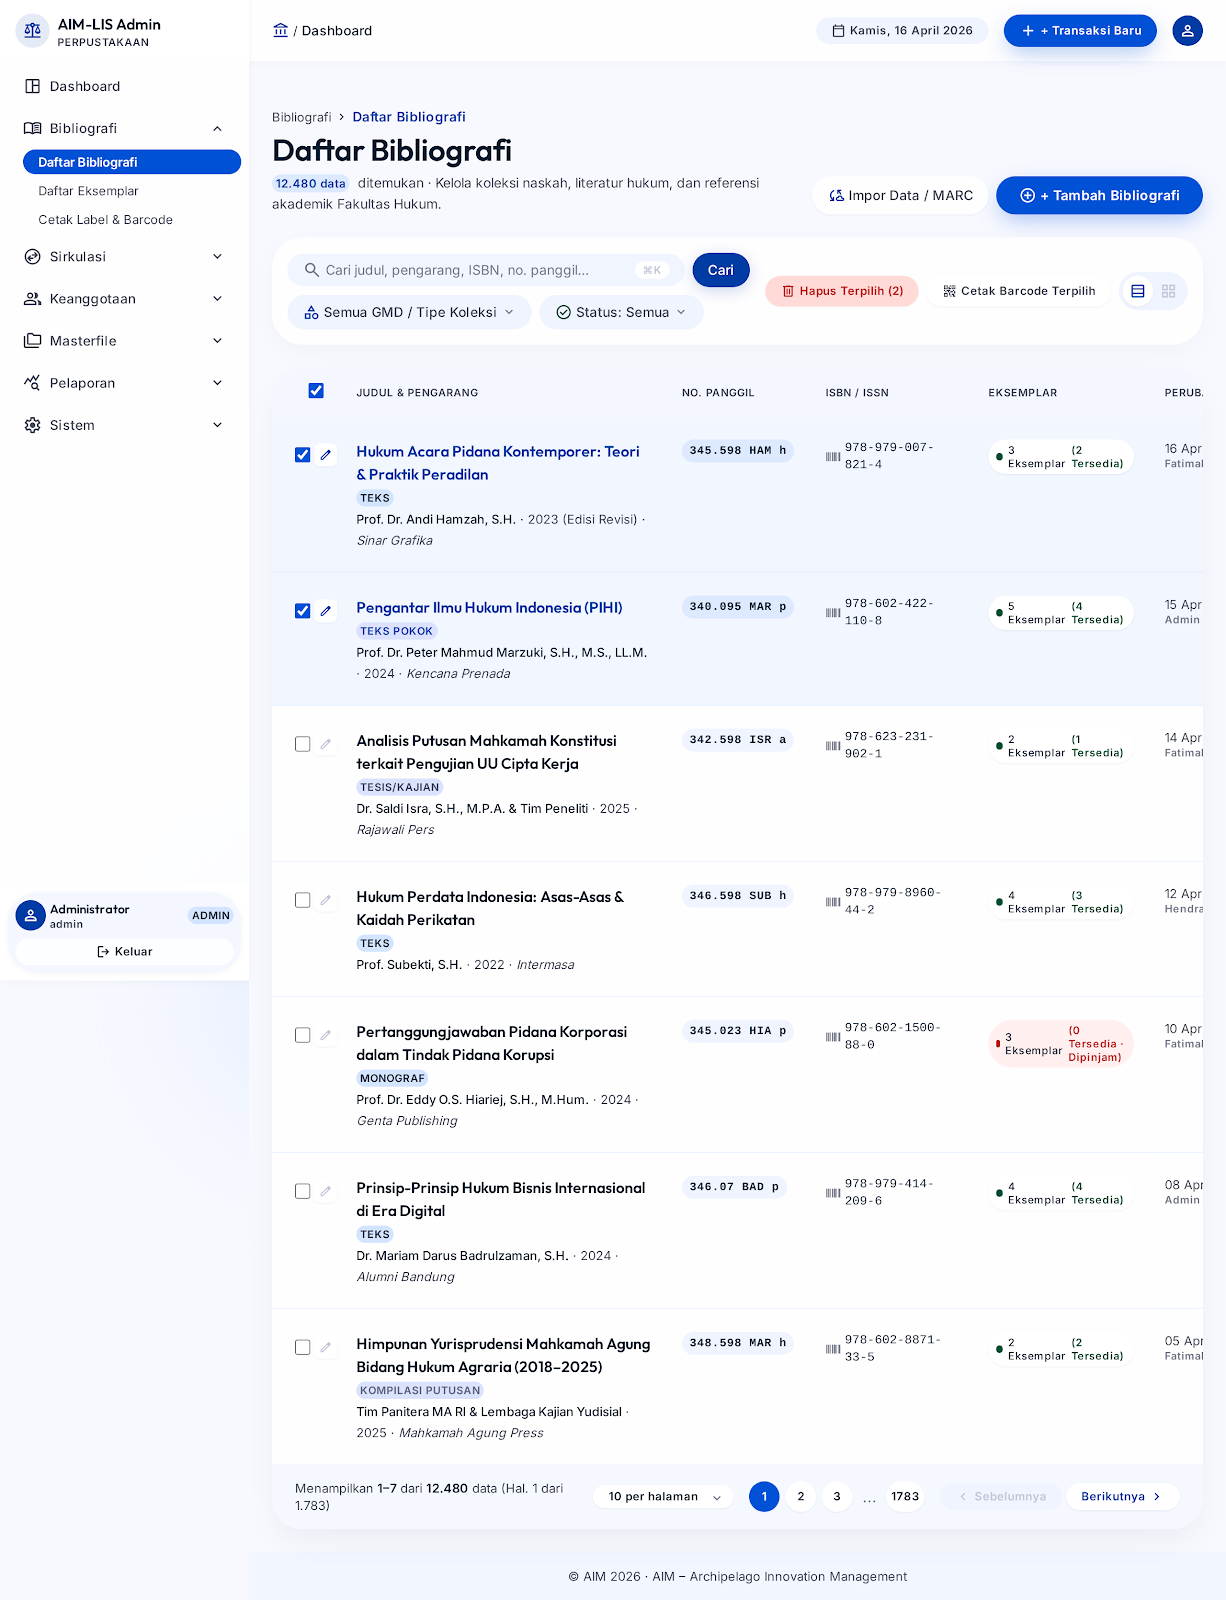 AIM-LIS Admin
PERPUSTAKAAN
/ Dashboard
Kamis, 16 April 2026
+ Transaksi Baru
Dashboard
Bibliografi
Daftar Bibliografi
Daftar Eksemplar
Cetak Label & Barcode
Sirkulasi
Keanggotaan
Masterfile
Pelaporan
Sistem
Administrator
admin
ADMIN
Keluar
Bibliografi › Daftar Bibliografi
Daftar Bibliografi
12.480 data ditemukan · Kelola koleksi naskah, literatur hukum, dan referensi
akademik Fakultas Hukum.
Impor Data / MARC
+ Tambah Bibliografi
Cari judul, pengarang, ISBN, no. panggil...
⌘K
Cari
Semua GMD / Tipe Koleksi
Status: Semua
Hapus Terpilih (2)
Cetak Barcode Terpilih
JUDUL & PENGARANG
NO. PANGGIL
ISBN / ISSN
EKSEMPLAR
PERUB
Hukum Acara Pidana Kontemporer: Teori
& Praktik Peradilan
TEKS
Prof. Dr. Andi Hamzah, S.H. · 2023 (Edisi Revisi) ·
Sinar Grafika
345.598 HAM h
978-979-007-
821-4
3
Eksemplar
(2
Tersedia)
16 Apr
Fatimah
Pengantar Ilmu Hukum Indonesia (PIHI)
TEKS POKOK
Prof. Dr. Peter Mahmud Marzuki, S.H., M.S., LL.M.
· 2024 · Kencana Prenada
340.095 MAR p
978-602-422-
110-8
5
Eksemplar
(4
Tersedia)
15 Apr
Admin
Analisis Putusan Mahkamah Konstitusi
terkait Pengujian UU Cipta Kerja
TESIS/KAJIAN
Dr. Saldi Isra, S.H., M.P.A. & Tim Peneliti · 2025 ·
Rajawali Pers
342.598 ISR a
978-623-231-
902-1
2
Eksemplar
(1
Tersedia)
14 Apr
Fatimah
Hukum Perdata Indonesia: Asas-Asas &
Kaidah Perikatan
TEKS
Prof. Subekti, S.H. · 2022 · Intermasa
346.598 SUB h
978-979-8960-
44-2
4
Eksemplar
(3
Tersedia)
12 Apr
Hendra
Pertanggungjawaban Pidana Korporasi
dalam Tindak Pidana Korupsi
MONOGRAF
Prof. Dr. Eddy O.S. Hiariej, S.H., M.Hum. · 2024 ·
Genta Publishing
345.023 HIA p
978-602-1500-
88-0
3
Eksemplar
(0
Tersedia ·
Dipinjam)
10 Apr
Fatimah
Prinsip-Prinsip Hukum Bisnis Internasional
di Era Digital
TEKS
Dr. Mariam Darus Badrulzaman, S.H. · 2024 ·
Alumni Bandung
346.07 BAD p
978-979-414-
209-6
4
Eksemplar
(4
Tersedia)
08 Apr
Admin
Himpunan Yurisprudensi Mahkamah Agung
Bidang Hukum Agraria (2018–2025)
KOMPILASI PUTUSAN
Tim Panitera MA RI & Lembaga Kajian Yudisial ·
2025 · Mahkamah Agung Press
348.598 MAR h
978-602-8871-
33-5
2
Eksemplar
(2
Tersedia)
05 Apr
Fatimah
Menampilkan 1–7 dari 12.480 data (Hal. 1 dari
1.783)
10 per halaman
1
2
3
...
1783
Sebelumnya
Berikutnya
© AIM 2026 · AIM – Archipelago Innovation Management